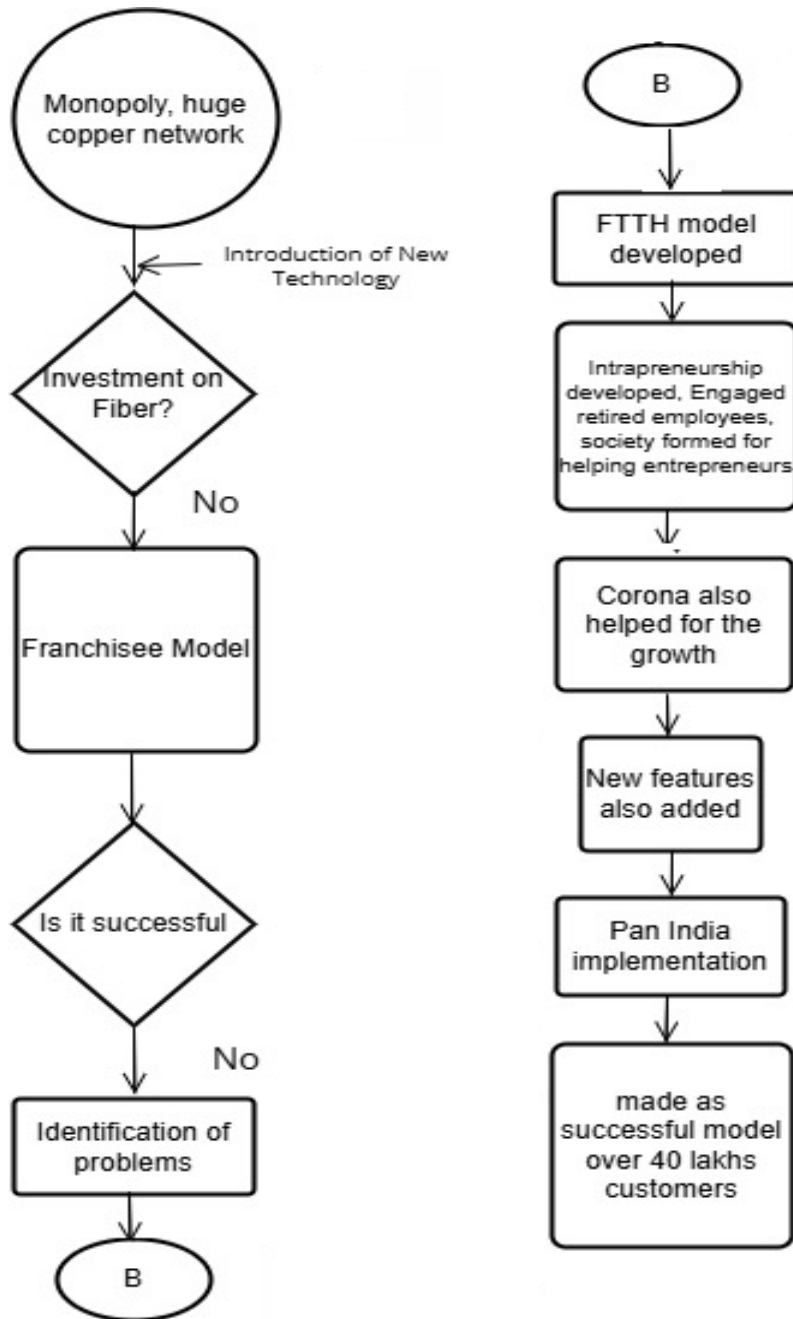 Monopoly, huge
copper network
Introduction of New
Technology
Investment on
Fiber?
No
Franchisee Model
Is it successful
No
Identification of
problems
B
B
FTTH model
developed
Intrapreneurship
developed, Engaged
retired employees,
society formed for
helping entrepreneurs
Corona also
helped for the
growth
New features
also added
Pan India
implementation
made as
successful model
over 40 lakhs
customers